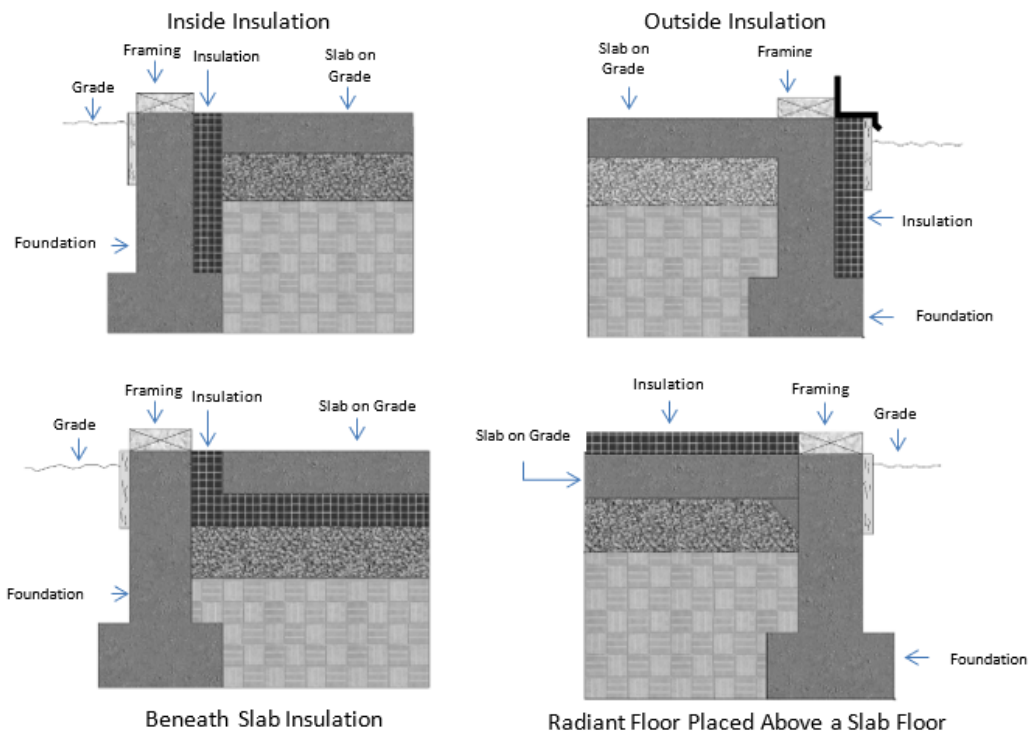 Inside Insulation
Framing
Insulation
Slab on
Grade
Grade
Foundation
Outside Insulation
Slab on
Grade
Framing
Insulation
Foundation
Framing
Insulation
Slab on Grade
Grade
Foundation
Beneath Slab Insulation
Insulation
Framing
Grade
Slab on Grade
Foundation
Radiant Floor Placed Above a Slab Floor